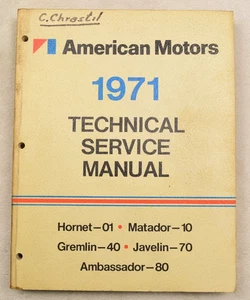 C. Chrastil
American Motors
1971
TECHNICAL
SERVICE
MANUAL
Hornet—01 • Matador—10
Gremlin—40 • Javelin—70
Ambassador—80